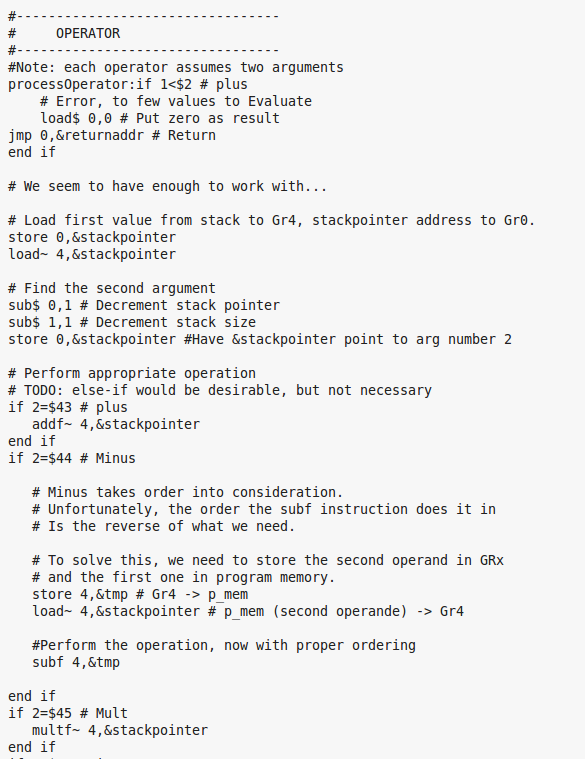 #---------------------------------
#     OPERATOR
#---------------------------------
#Note: each operator assumes two arguments
processOperator:if 1<$2 # plus
    # Error, to few values to Evaluate
    load$ 0,0 # Put zero as result
jmp 0,&returnaddr # Return
end if

# We seem to have enough to work with...

# Load first value from stack to Gr4, stackpointer address to Gr0.
store 0,&stackpointer
load~ 4,&stackpointer

# Find the second argument
sub$ 0,1 # Decrement stack pointer
sub$ 1,1 # Decrement stack size
store 0,&stackpointer #Have &stackpointer point to arg number 2

# Perform appropriate operation
# TODO: else-if would be desirable, but not necessary
if 2=$43 # plus
   addf~ 4,&stackpointer
end if
if 2=$44 # Minus

   # Minus takes order into consideration.
   # Unfortunately, the order the subf instruction does it in
   # Is the reverse of what we need.

   # To solve this, we need to store the second operand in GRx
   # and the first one in program memory.
   store 4,&tmp # Gr4 -> p_mem
   load~ 4,&stackpointer # p_mem (second operande) -> Gr4

   #Perform the operation, now with proper ordering
   subf 4,&tmp

end if
if 2=$45 # Mult
   multf~ 4,&stackpointer
end if